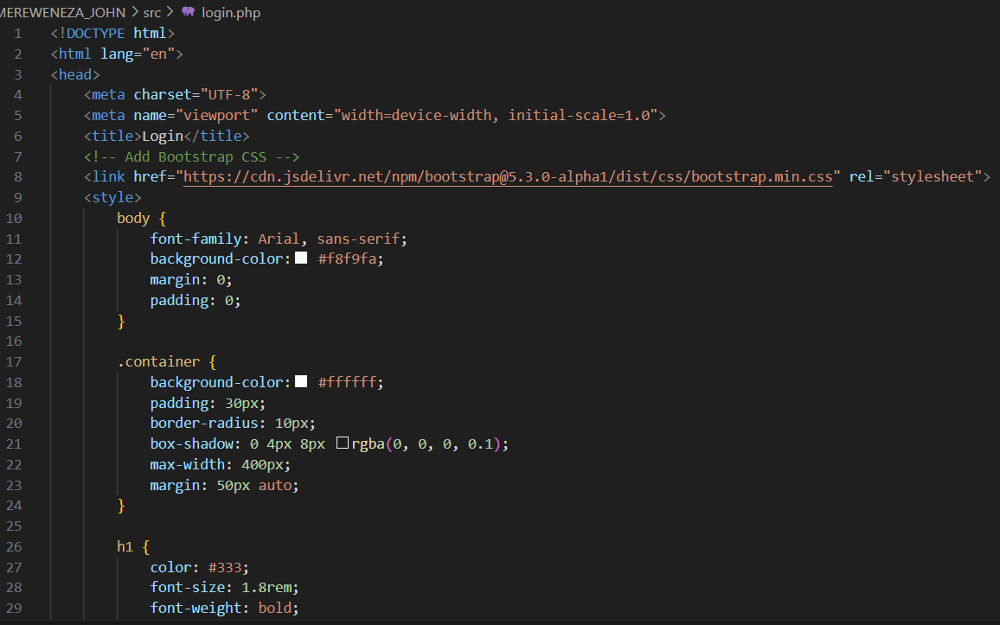 MEREWENEZA_JOHN > src > login.php
1 <!DOCTYPE html>
2 <html lang="en">
3 <head>
4     <meta charset="UTF-8">
5     <meta name="viewport" content="width=device-width, initial-scale=1.0">
6     <title>Login</title>
7     <!-- Add Bootstrap CSS -->
8     <link href="https://cdn.jsdelivr.net/npm/bootstrap@5.3.0-alpha1/dist/css/bootstrap.min.css" rel="stylesheet">
9     <style>
10         body {
11             font-family: Arial, sans-serif;
12             background-color: #f8f9fa;
13             margin: 0;
14             padding: 0;
15         }
16
17         .container {
18             background-color: #ffffff;
19             padding: 30px;
20             border-radius: 10px;
21             box-shadow: 0 4px 8px rgba(0, 0, 0, 0.1);
22             max-width: 400px;
23             margin: 50px auto;
24         }
25
26         h1 {
27             color: #333;
28             font-size: 1.8rem;
29             font-weight: bold;